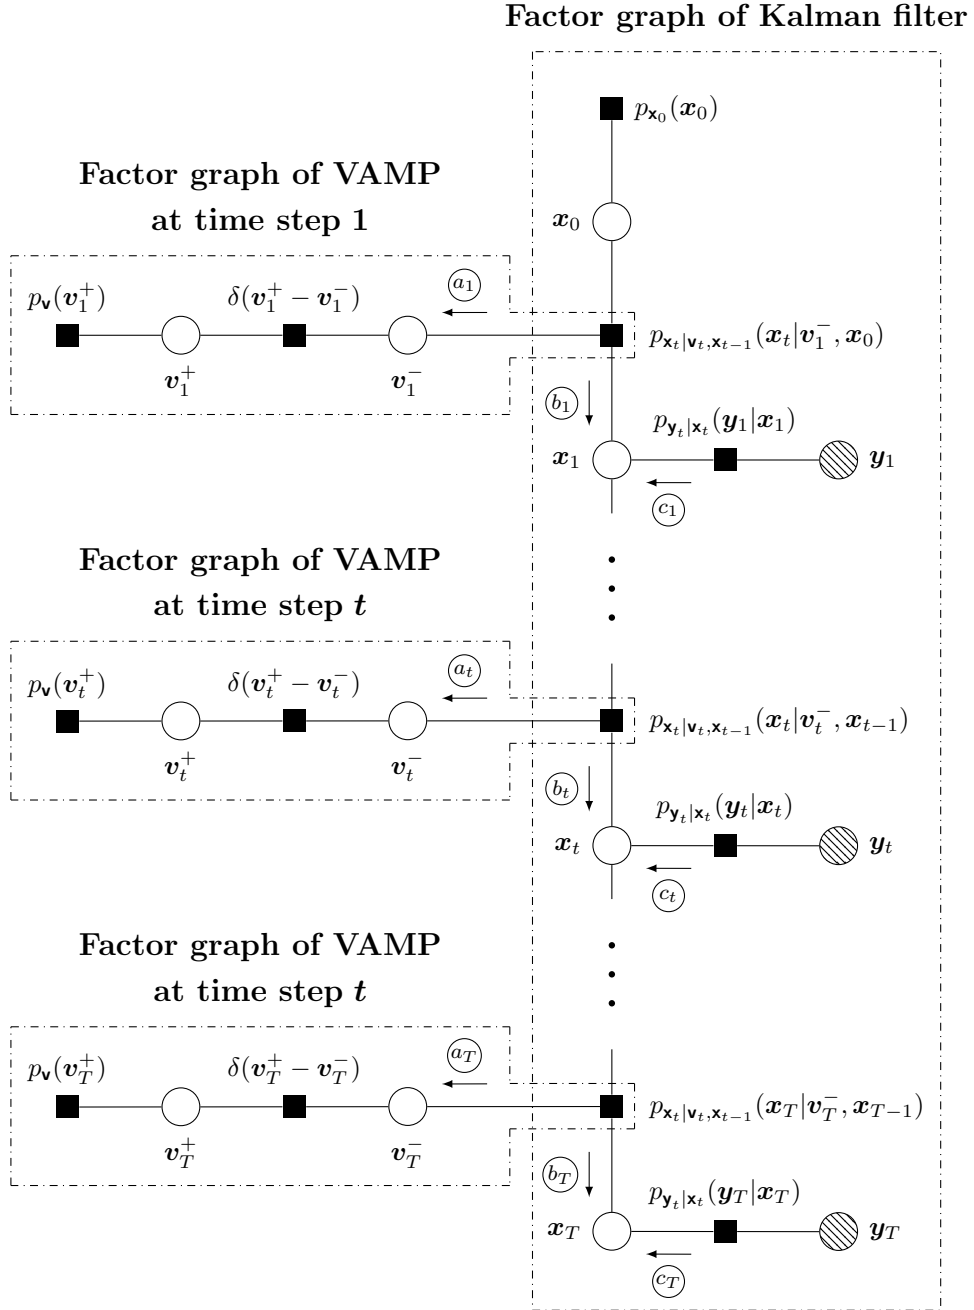 Factor graph of Kalman filter
p_{𝐱_0}(𝒙_0)
Factor graph of VAMP
at time step 1
𝒙_0
p_𝐯(𝒗_1^+)
δ(𝒗_1^+ − 𝒗_1^−)
a_1
p_{𝐱_t|𝐯_t,𝐱_{t−1}}(𝒙_t|𝒗_1^−, 𝒙_0)
𝒗_1^+
𝒗_1^−
b_1
p_{𝐲_t|𝐱_t}(𝒚_1|𝒙_1)
𝒙_1
𝒚_1
c_1
Factor graph of VAMP
at time step t
p_𝐯(𝒗_t^+)
δ(𝒗_t^+ − 𝒗_t^−)
a_t
p_{𝐱_t|𝐯_t,𝐱_{t−1}}(𝒙_t|𝒗_t^−, 𝒙_{t−1})
𝒗_t^+
𝒗_t^−
b_t
p_{𝐲_t|𝐱_t}(𝒚_t|𝒙_t)
𝒙_t
𝒚_t
c_t
Factor graph of VAMP
at time step t
p_𝐯(𝒗_T^+)
δ(𝒗_T^+ − 𝒗_T^−)
a_T
p_{𝐱_t|𝐯_t,𝐱_{t−1}}(𝒙_T|𝒗_T^−, 𝒙_{T−1})
𝒗_T^+
𝒗_T^−
b_T
p_{𝐲_t|𝐱_t}(𝒚_T|𝒙_T)
𝒙_T
𝒚_T
c_T